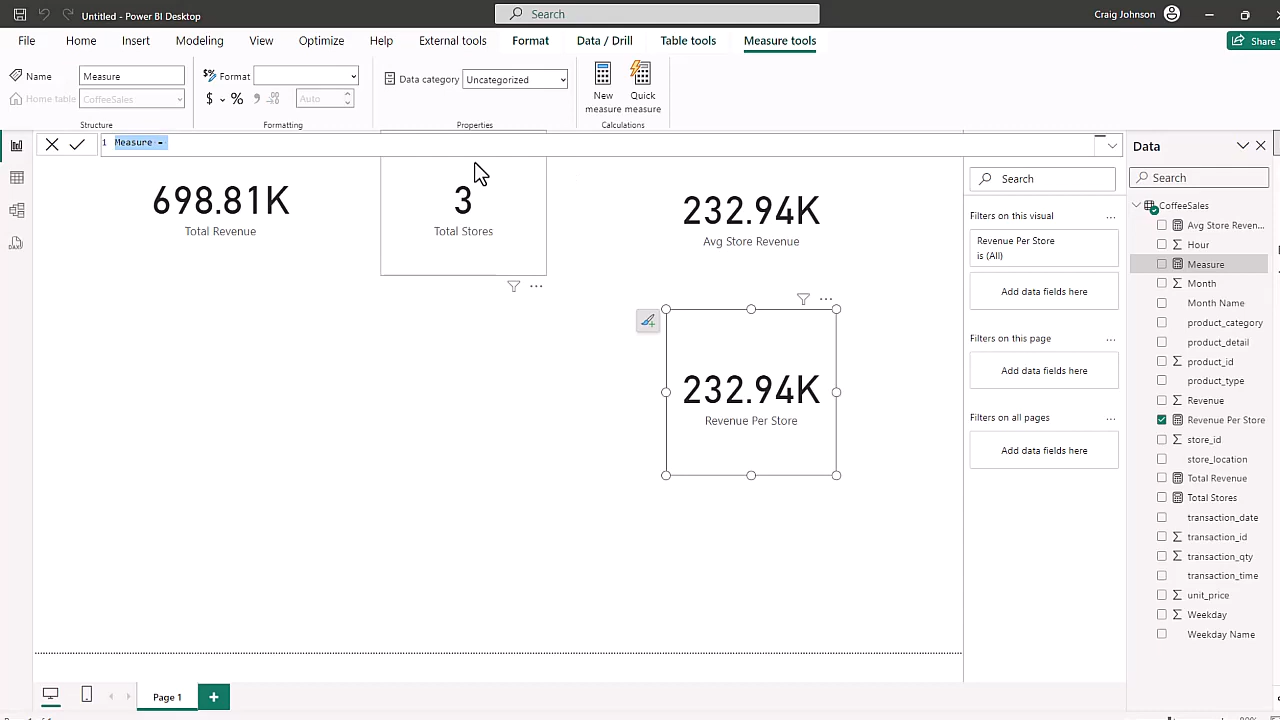 Untitled - Power BI Desktop
Search
Craig Johnson
File Home Insert Modeling View Optimize Help External tools Format Data / Drill Table tools Measure tools
Share
Name Measure
Home table CoffeeSales
Structure
Format
$ % Auto
Formatting
Data category Uncategorized
Properties
New measure
Quick measure
Calculations
1 Measure =
698.81K
Total Revenue
3
Total Stores
232.94K
Avg Store Revenue
232.94K
Revenue Per Store
Search
Filters on this visual
Revenue Per Store
is (All)
Add data fields here
Filters on this page
Add data fields here
Filters on all pages
Add data fields here
Data
Search
CoffeeSales
Avg Store Reven...
Hour
Measure
Month
Month Name
product_category
product_detail
product_id
product_type
Revenue
Revenue Per Store
store_id
store_location
Total Revenue
Total Stores
transaction_date
transaction_id
transaction_qty
transaction_time
unit_price
Weekday
Weekday Name
Page 1